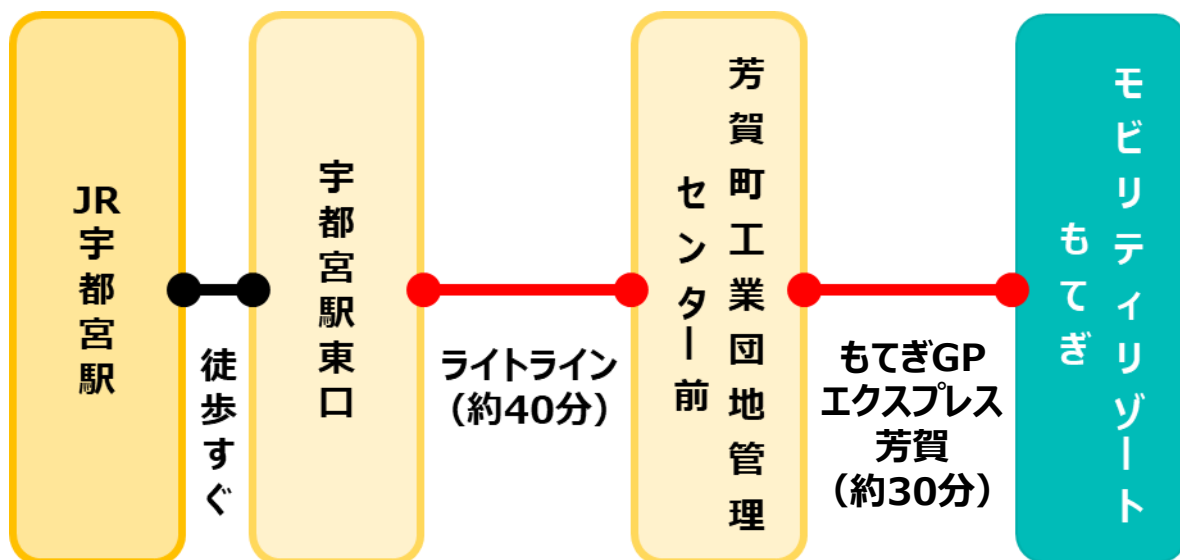 JR宇都宮駅
徒歩すぐ
宇都宮駅東口
ライトライン
（約40分）
芳賀町工業団地管理
センター前
もてぎGP
エクスプレス
芳賀
（約30分）
モビリティリゾート
もてぎ